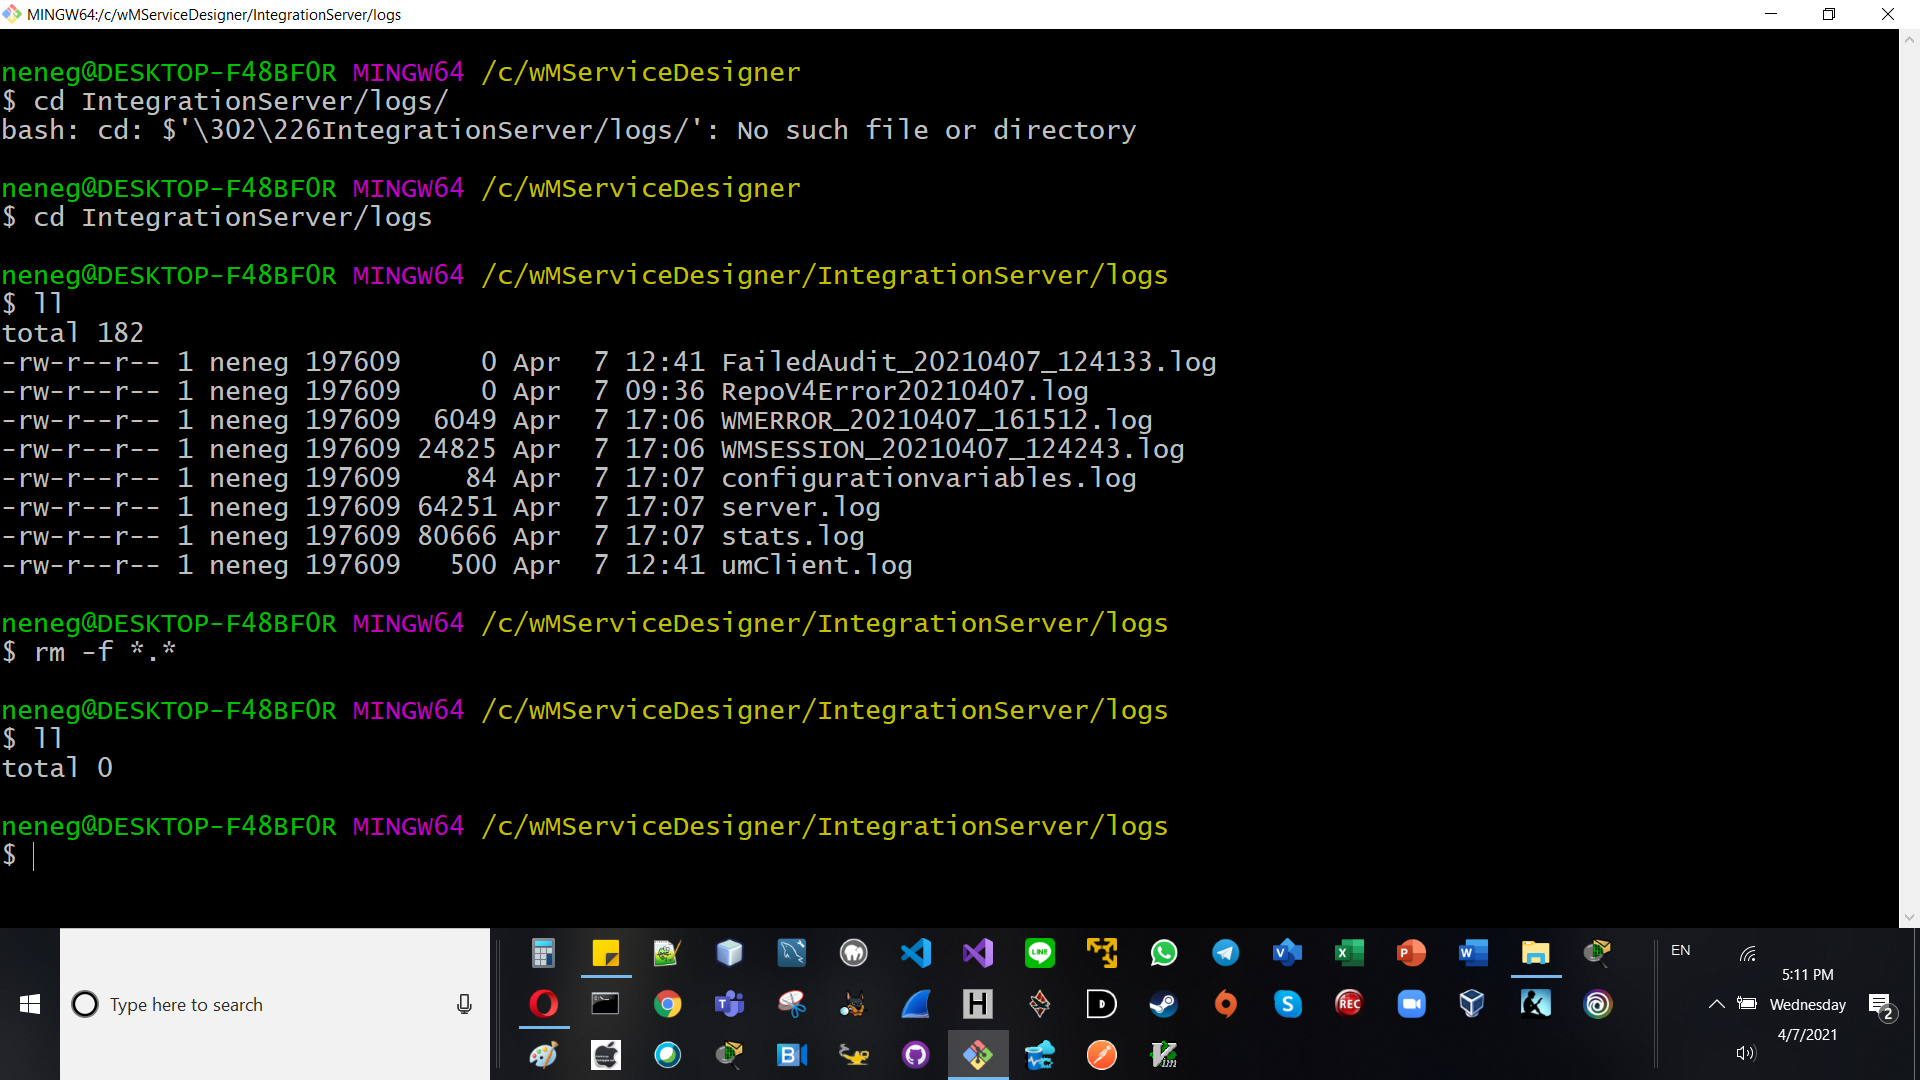 MINGW64:/c/wMServiceDesigner/IntegrationServer/logs
neneg@DESKTOP-F48BF0R MINGW64 /c/wMServiceDesigner
$ cd IntegrationServer/logs/
bash: cd: $'\302\226IntegrationServer/logs/': No such file or directory
neneg@DESKTOP-F48BF0R MINGW64 /c/wMServiceDesigner
$ cd IntegrationServer/logs
neneg@DESKTOP-F48BF0R MINGW64 /c/wMServiceDesigner/IntegrationServer/logs
$ ll
total 182
-rw-r--r-- 1 neneg 197609     0 Apr  7 12:41 FailedAudit_20210407_124133.log
-rw-r--r-- 1 neneg 197609     0 Apr  7 09:36 RepoV4Error20210407.log
-rw-r--r-- 1 neneg 197609  6049 Apr  7 17:06 WMERROR_20210407_161512.log
-rw-r--r-- 1 neneg 197609 24825 Apr  7 17:06 WMSESSION_20210407_124243.log
-rw-r--r-- 1 neneg 197609    84 Apr  7 17:07 configurationvariables.log
-rw-r--r-- 1 neneg 197609 64251 Apr  7 17:07 server.log
-rw-r--r-- 1 neneg 197609 80666 Apr  7 17:07 stats.log
-rw-r--r-- 1 neneg 197609   500 Apr  7 12:41 umClient.log
neneg@DESKTOP-F48BF0R MINGW64 /c/wMServiceDesigner/IntegrationServer/logs
$ rm -f *.*
neneg@DESKTOP-F48BF0R MINGW64 /c/wMServiceDesigner/IntegrationServer/logs
$ ll
total 0
neneg@DESKTOP-F48BF0R MINGW64 /c/wMServiceDesigner/IntegrationServer/logs
$
Type here to search
EN
5:11 PM
Wednesday
4/7/2021
2